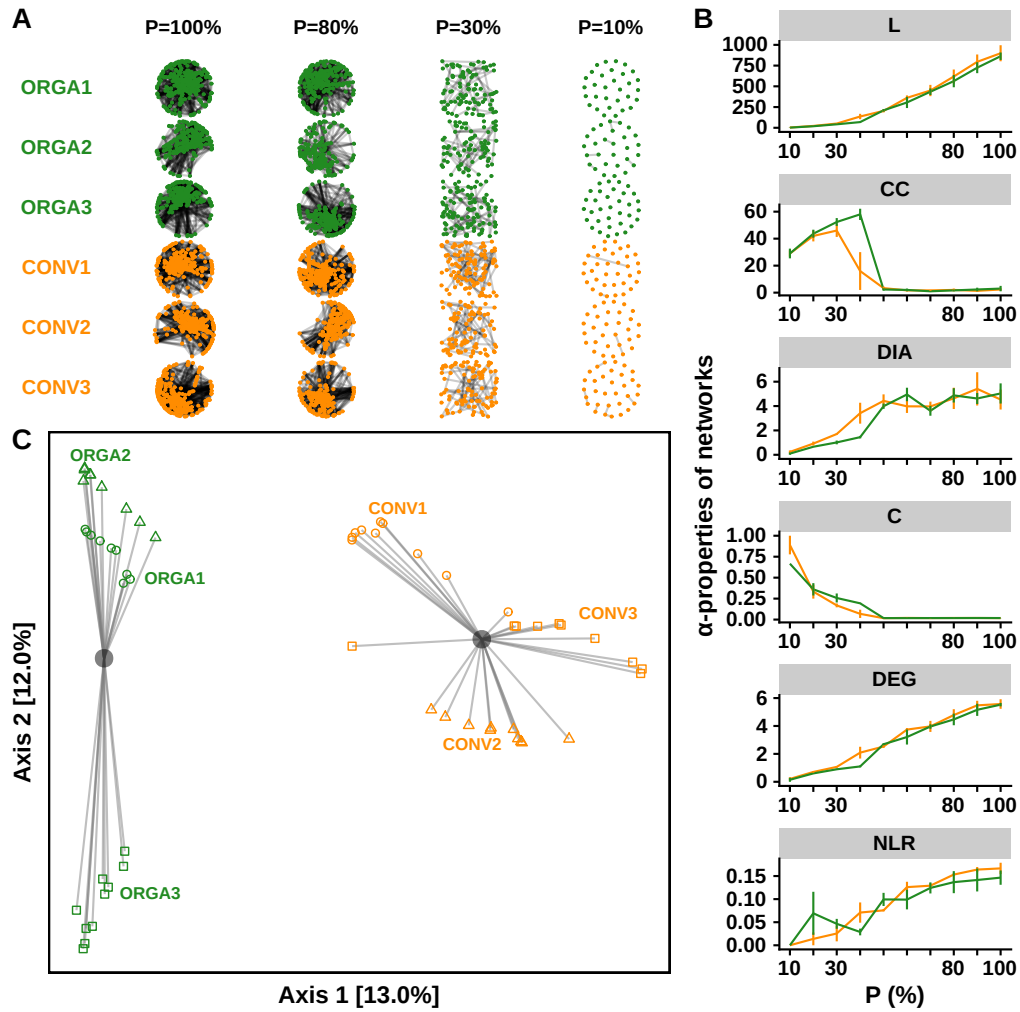 A
P=100%
P=80%
P=30%
P=10%
ORGA1
ORGA2
ORGA3
CONV1
CONV2
CONV3
B
L
1000
750
500
250
0
10
30
80
100
CC
60
40
20
0
10
30
80
100
DIA
6
4
2
0
10
30
80
100
C
1.00
0.75
0.50
0.25
0.00
10
30
80
100
DEG
6
4
2
0
10
30
80
100
NLR
0.15
0.10
0.05
0.00
10
30
80
100
P (%)
α-properties of networks
C
ORGA2
ORGA1
ORGA3
CONV1
CONV3
CONV2
Axis 2 [12.0%]
Axis 1 [13.0%]